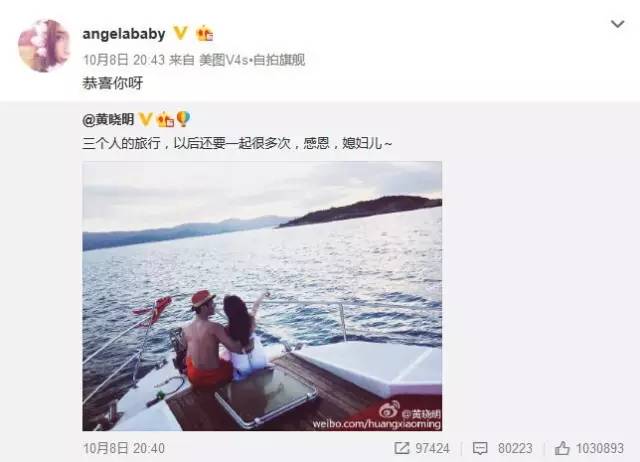 angelababy
10月8日 20:43 来自 美图V4s•自拍旗舰
恭喜你呀
@黄晓明
三个人的旅行，以后还要一起很多次，感恩，媳妇儿～
@黄晓明
weibo.com/huangxiaoming
10月8日 20:40
97424
80223
1030893